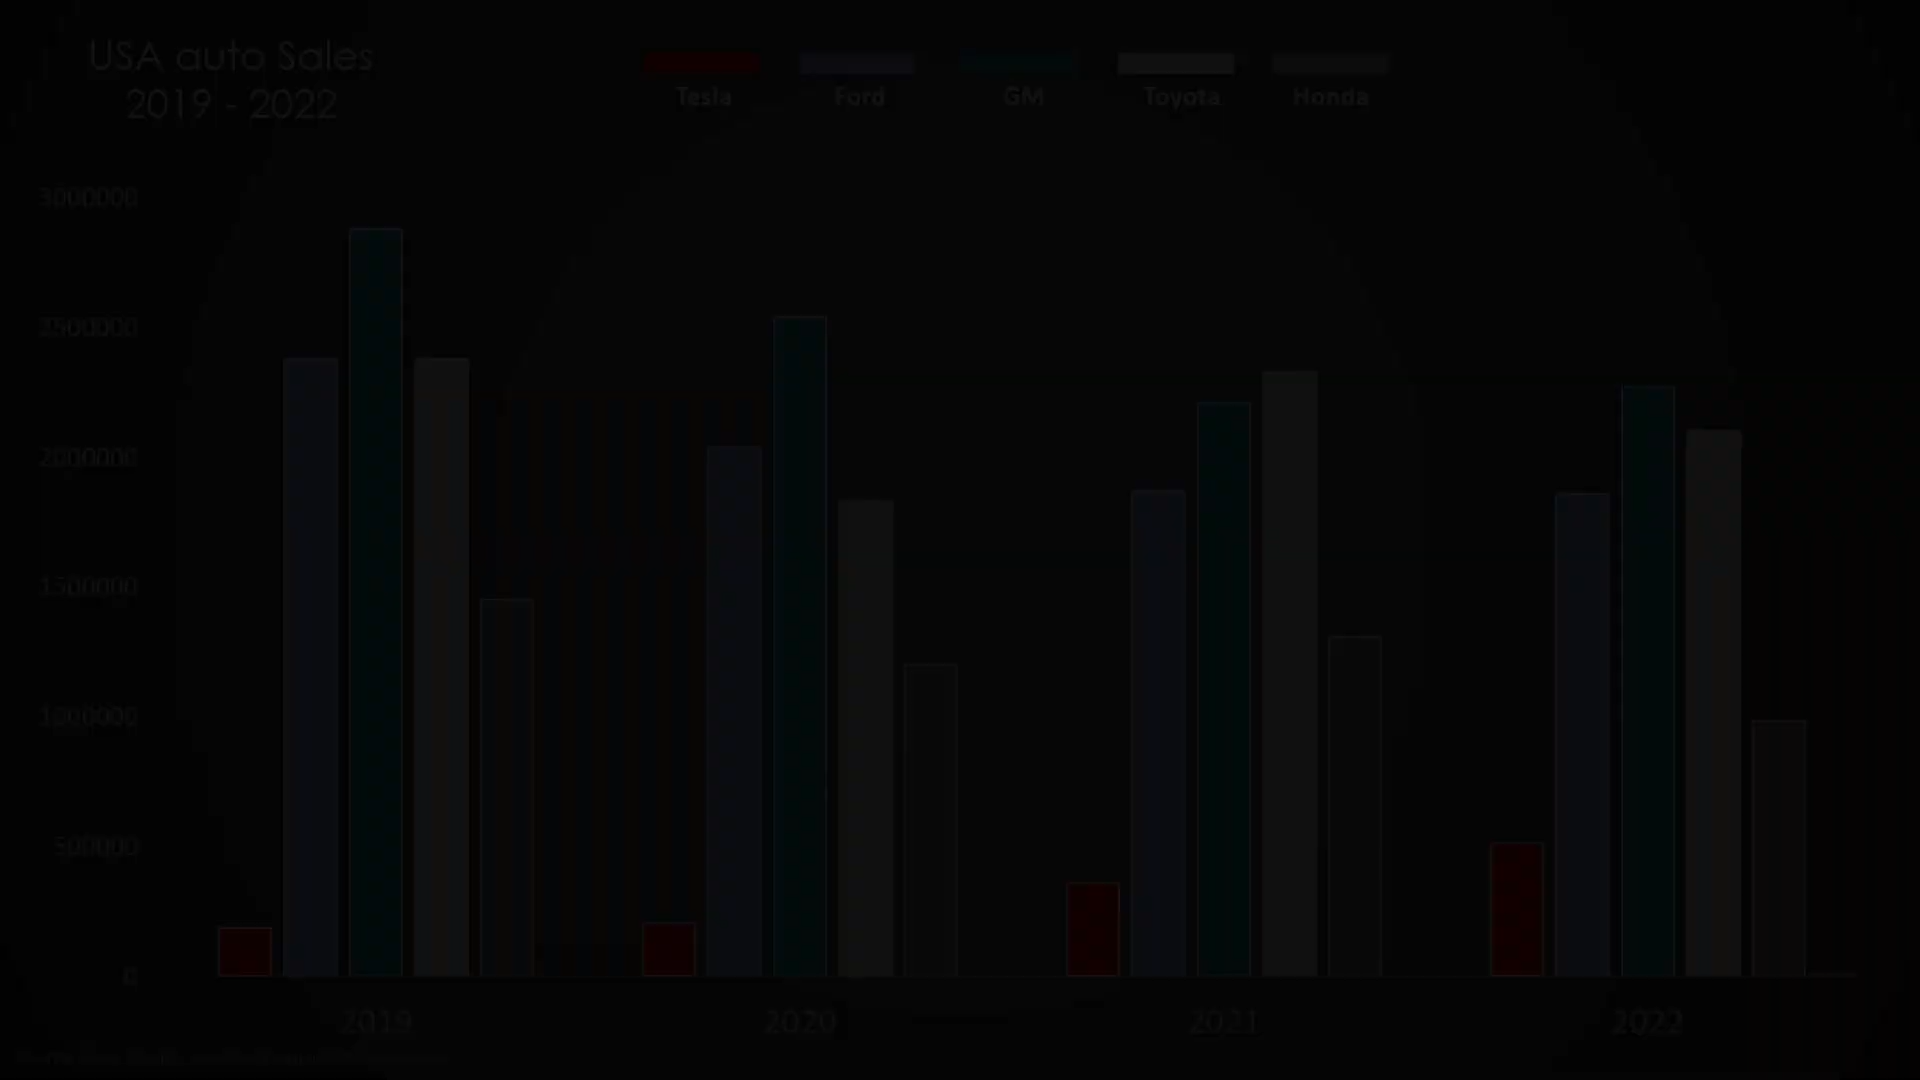 USA auto Sales
2019 - 2022
Tesla
Ford
GM
Toyota
Honda
3000000
2500000
2000000
1500000
1000000
500000
0
2019
2020
2021
2022